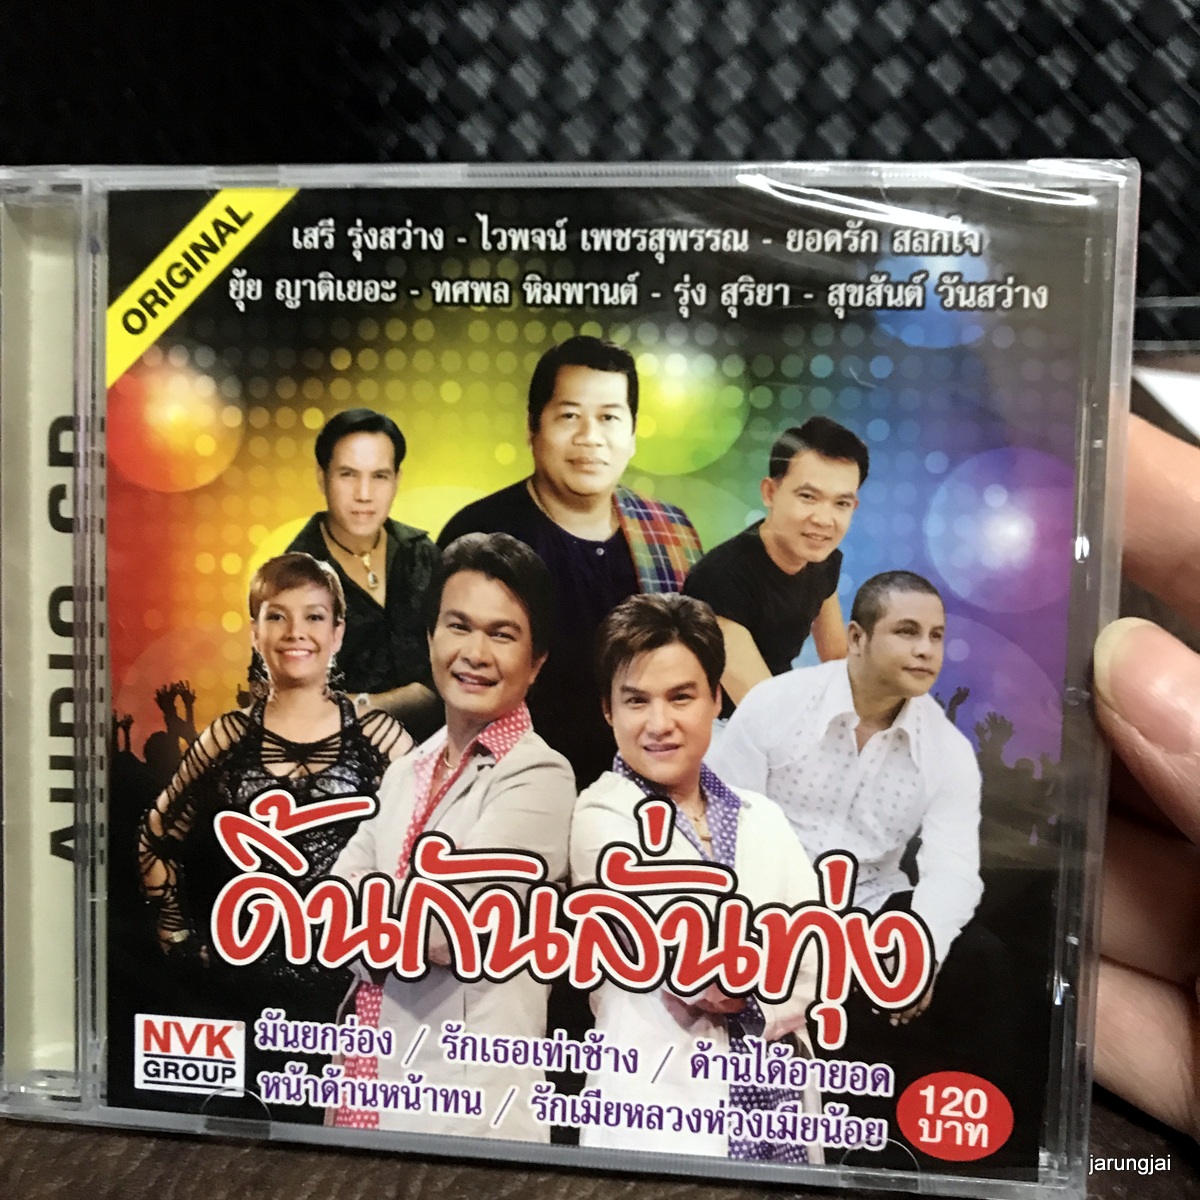 ORIGINAL
เสรี รุ่งสว่าง - ไวพจน์ เพชรสุพรรณ - ยอดรัก สลักใจ
ยุ้ย ญาติเยอะ - ทศพล หิมพานต์ - รุ่ง สุริยา - สุขสันต์ วันสว่าง
AUDIO CD
ดิ้นกันลั่นทุ่ง
NVK
GROUP
มันยกร่อง / รักเธอเท่าช้าง / ด้านได้อายอด
หน้าด้านหน้าทน / รักเมียหลวงห่วงเมียน้อย
120
บาท
jarungjai